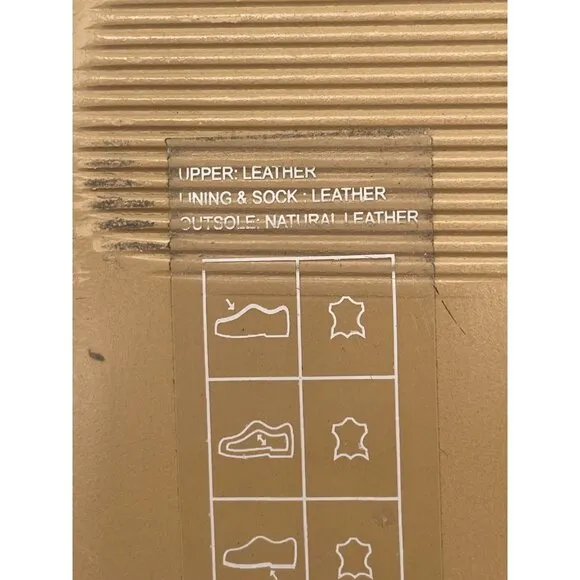 UPPER: LEATHER
LINING & SOCK : LEATHER
OUTSOLE: NATURAL LEATHER